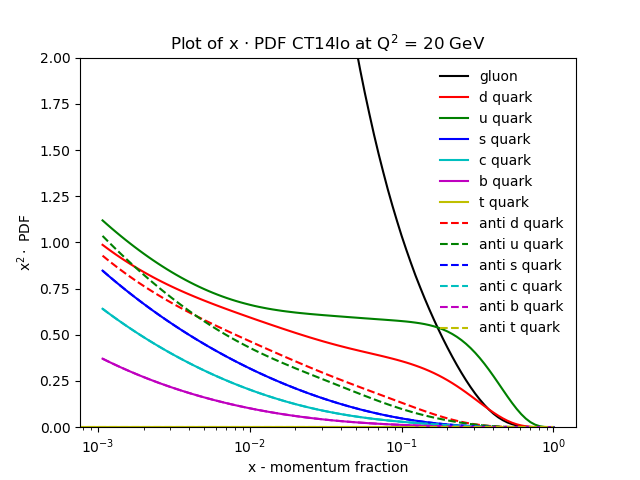 Plot of x · PDF CT14lo at Q² = 20 GeV
x² · PDF
2.00
1.75
1.50
1.25
1.00
0.75
0.50
0.25
0.00
gluon
d quark
u quark
s quark
c quark
b quark
t quark
anti d quark
anti u quark
anti s quark
anti c quark
anti b quark
anti t quark
10⁻³ 10⁻² 10⁻¹ 10⁰
x - momentum fraction